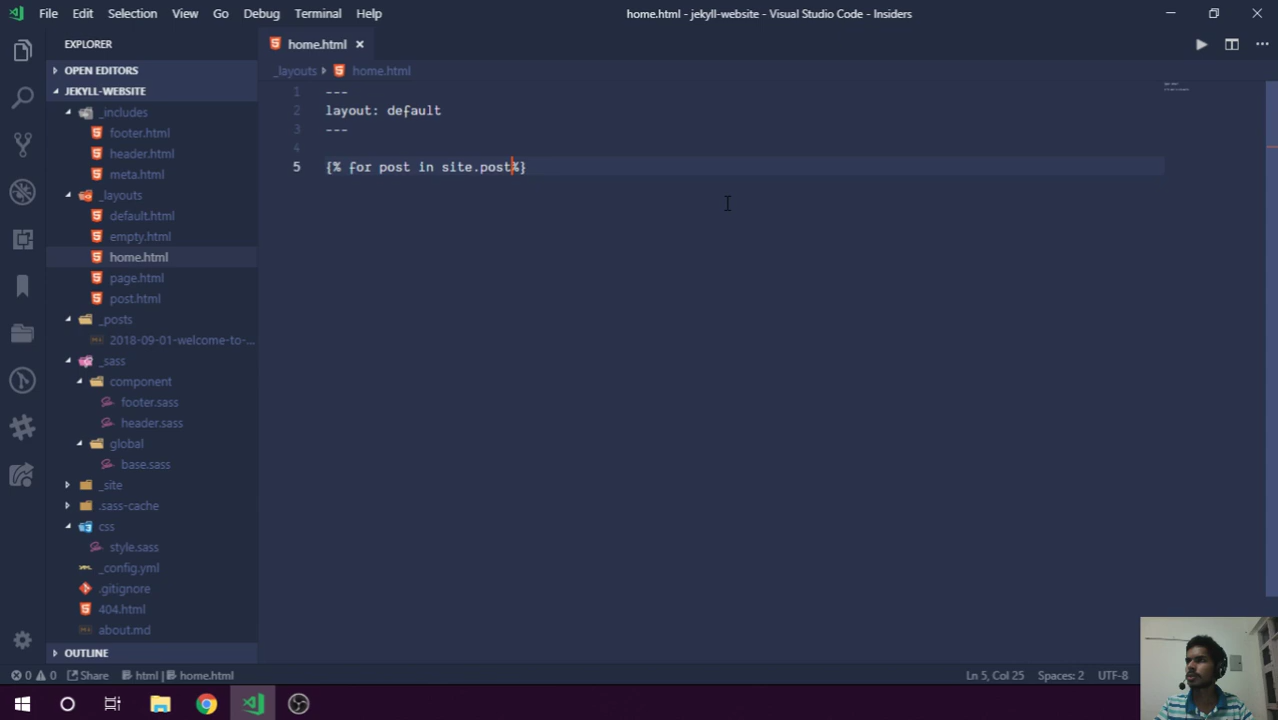 File Edit Selection View Go Debug Terminal Help
home.html - jekyll-website - Visual Studio Code - Insiders
EXPLORER
OPEN EDITORS
JEKYLL-WEBSITE
_includes
footer.html
header.html
meta.html
_layouts
default.html
empty.html
home.html
page.html
post.html
_posts
2018-09-01-welcome-to-...
_sass
component
footer.sass
header.sass
global
base.sass
_site
.sass-cache
css
style.sass
_config.yml
.gitignore
404.html
about.md
OUTLINE
home.html
_layouts home.html
1 ---
2 layout: default
3 ---
4
5 {% for post in site.post%}
0 0 Share html | home.html
Ln 5, Col 25 Spaces: 2 UTF-8